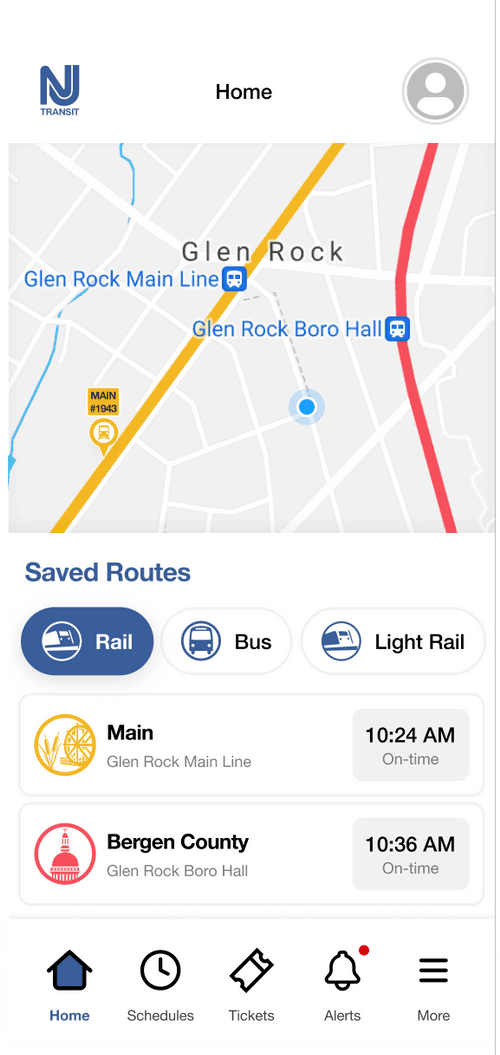 NJ
TRANSIT
Home
Glen Rock
Glen Rock Main Line
Glen Rock Boro Hall
MAIN
#1943
Saved Routes
Rail
Bus
Light Rail
Main
Glen Rock Main Line
10:24 AM
On-time
Bergen County
Glen Rock Boro Hall
10:36 AM
On-time
Home
Schedules
Tickets
Alerts
More